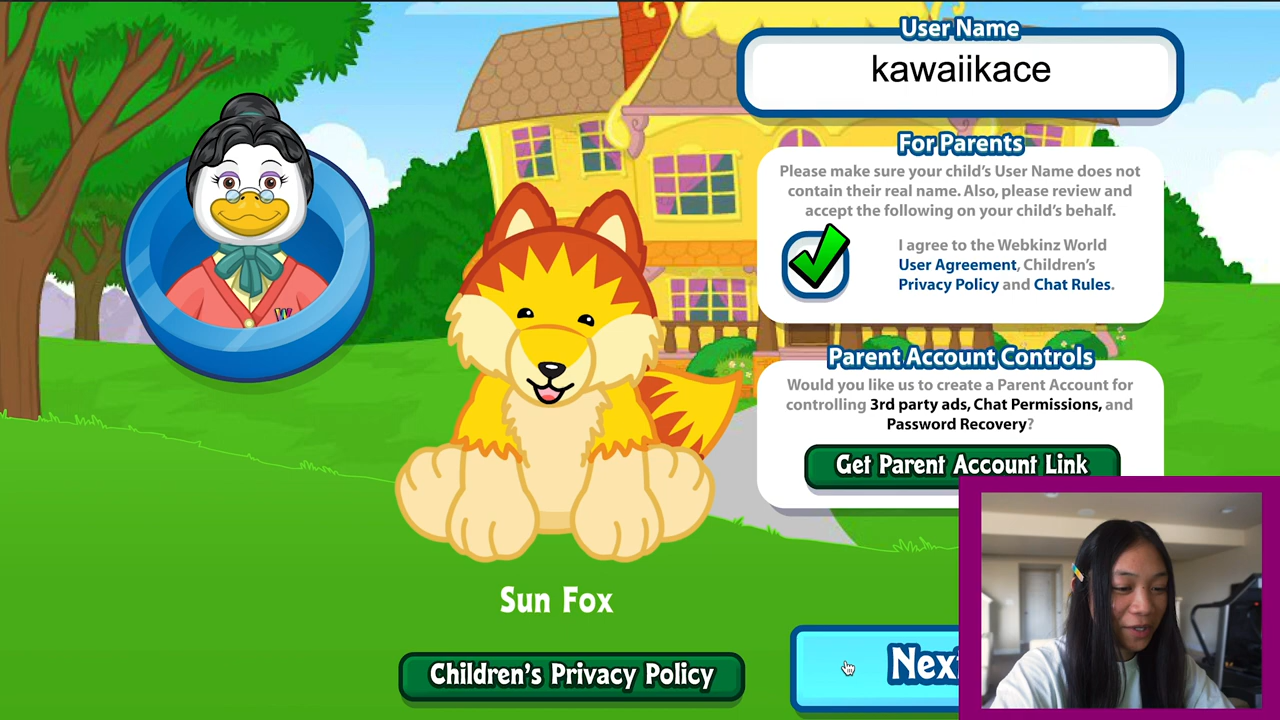 User Name
kawaiikace
For Parents
Please make sure your child's User Name does not
contain their real name. Also, please review and
accept the following on your child's behalf.
I agree to the Webkinz World
User Agreement, Children's
Privacy Policy and Chat Rules.
Parent Account Controls
Would you like us to create a Parent Account for
controlling 3rd party ads, Chat Permissions, and
Password Recovery?
Get Parent Account Link
Sun Fox
Children's Privacy Policy
Nex
W